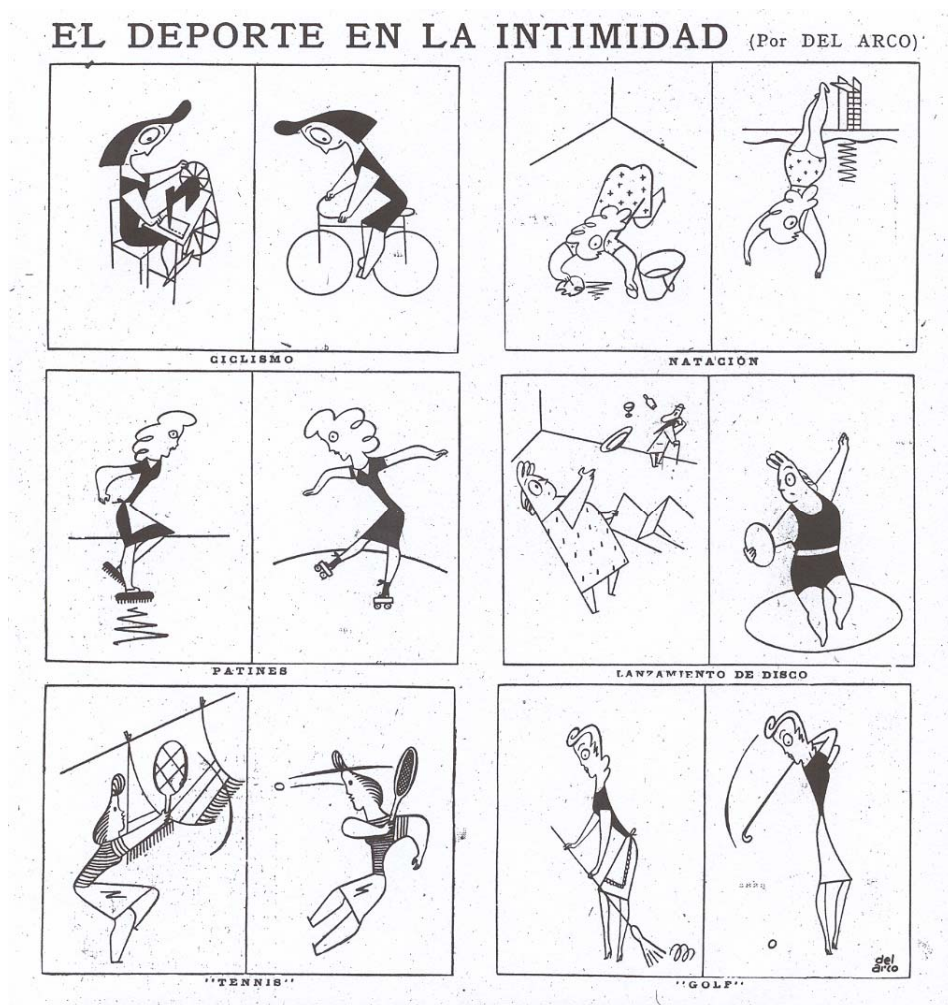 EL DEPORTE EN LA INTIMIDAD (Por DEL ARCO)
CICLISMO
NATACIÓN
PATINES
LANZAMIENTO DE DISCO
"TENNIS"
"GOLF"
del arco